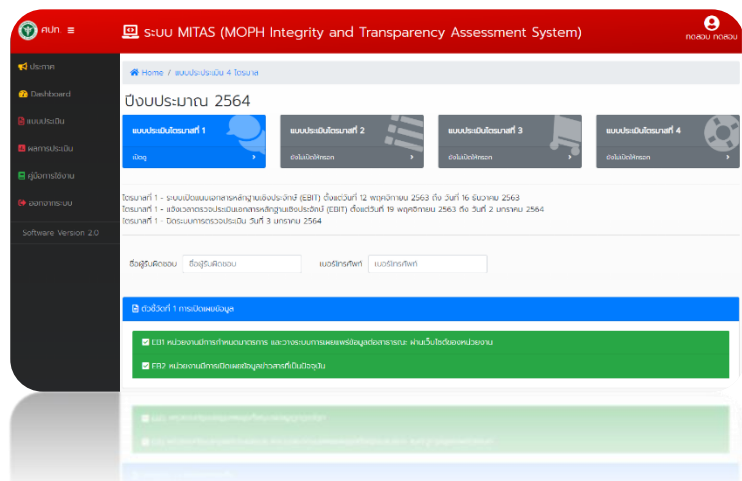 ศปท.
ระบบ MITAS (MOPH Integrity and Transparency Assessment System)
ทดสอบ ทดสอบ
ประกาศ
Dashboard
แบบประเมิน
ผลการประเมิน
คู่มือการใช้งาน
ออกจากระบบ
Software Version 2.0
Home / แบบประเมิน 4 ไตรมาส
ปีงบประมาณ 2564
แบบประเมินไตรมาสที่ 1
แบบประเมินไตรมาสที่ 2
แบบประเมินไตรมาสที่ 3
แบบประเมินไตรมาสที่ 4
เปิดดู
ยังไม่เปิดให้กรอก
ยังไม่เปิดให้กรอก
ยังไม่เปิดให้กรอก
ไตรมาสที่ 1 - ระบบเปิดแนบเอกสารหลักฐานเชิงประจักษ์ (EBIT) ตั้งแต่วันที่ 12 พฤศจิกายน 2563 ถึง วันที่ 16 ธันวาคม 2563
ไตรมาสที่ 1 - แจ้งเวลาตรวจประเมินเอกสารหลักฐานเชิงประจักษ์ (EBIT) ตั้งแต่วันที่ 19 พฤศจิกายน 2563 ถึง วันที่ 2 มกราคม 2564
ไตรมาสที่ 1 - ปิดระบบการตรวจประเมิน วันที่ 3 มกราคม 2564
ชื่อผู้รับผิดชอบ ชื่อผู้รับผิดชอบ เบอร์โทรศัพท์ เบอร์โทรศัพท์
ตัวชี้วัดที่ 1 การเปิดเผยข้อมูล
EB1 หน่วยงานมีการกำหนดมาตรการ และวางระบบการเผยแพร่ข้อมูลต่อสาธารณะ ผ่านเว็บไซต์ของหน่วยงาน
EB2 หน่วยงานมีการเปิดเผยข้อมูลข่าวสารที่เป็นปัจจุบัน